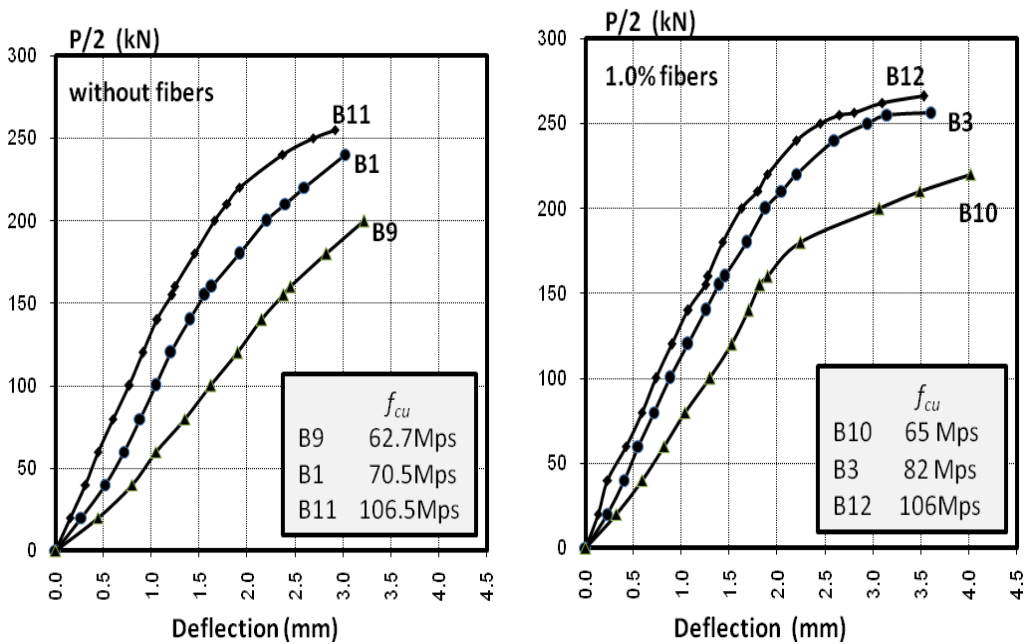 P/2 (kN)
300
250
200
150
100
50
0
without fibers
B11
B1
B9
f_cu
B9 62.7Mps
B1 70.5Mps
B11 106.5Mps
0.0 0.5 1.0 1.5 2.0 2.5 3.0 3.5 4.0 4.5
Deflection (mm)
P/2 (kN)
300
250
200
150
100
50
0
1.0% fibers
B12
B3
B10
f_cu
B10 65 Mps
B3 82 Mps
B12 106Mps
0.0 0.5 1.0 1.5 2.0 2.5 3.0 3.5 4.0 4.5
Deflection (mm)